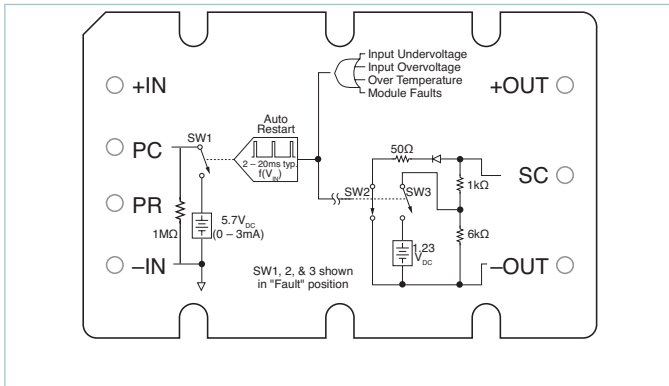 Input Undervoltage
Input Overvoltage
Over Temperature
Module Faults
+IN
+OUT
Auto
Restart
SW1
PC
2 – 20ms typ.
f(VIN)
50Ω
SC
1kΩ
SW2
SW3
PR
1MΩ
5.7VDC
(0 – 3mA)
6kΩ
1.23
VDC
–IN
–OUT
SW1, 2, & 3 shown
in "Fault" position